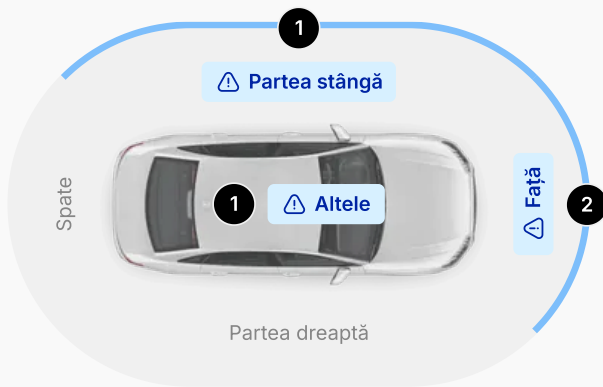 1
Partea stângă
Spate
1
Altele
Față
2
Partea dreaptă